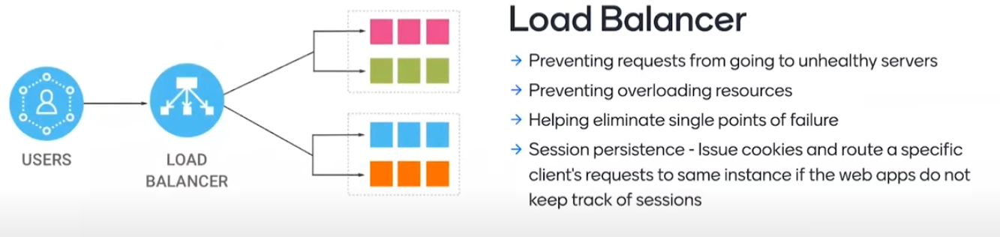 Load Balancer
→ Preventing requests from going to unhealthy servers
→ Preventing overloading resources
→ Helping eliminate single points of failure
→ Session persistence - Issue cookies and route a specific
client's requests to same instance if the web apps do not
keep track of sessions
USERS
LOAD
BALANCER